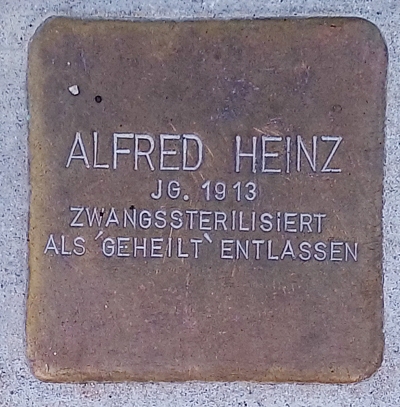 ALFRED HEINZ
JG. 1913
ZWANGSSTERILISIERT
ALS ´GEHEILT` ENTLASSEN